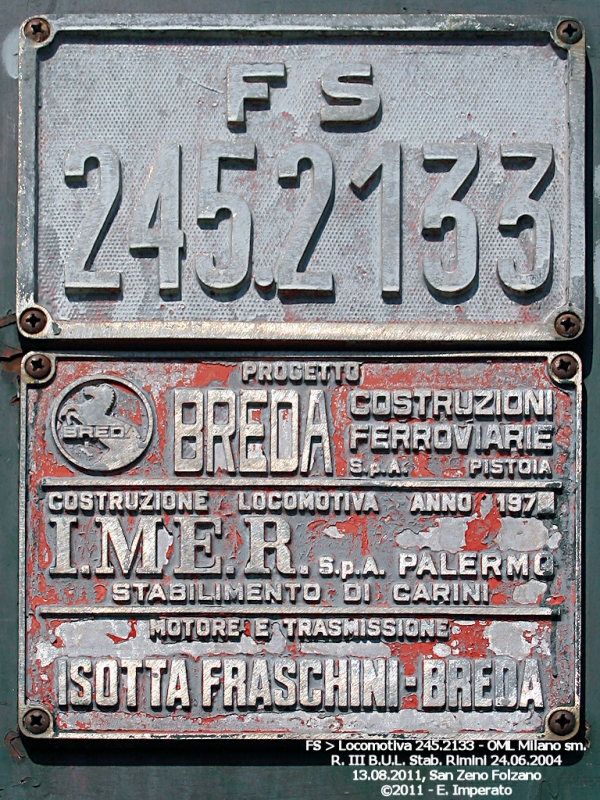 FS
245.2133
PROGETTO
BREDA
BREDA COSTRUZIONI
FERROVIARIE
S.p.A. PISTOIA
COSTRUZIONE LOCOMOTIVA ANNO
I.M.E.R. S.p.A. PALERMO
STABILIMENTO DI CARINI
MOTORE E TRASMISSIONE
ISOTTA FRASCHINI-BREDA
FS > Locomotiva 245.2133 - OML Milano sm.
R. III B.U.L. Stab. Rimini 24.06.2004
13.08.2011, San Zeno Folzano
©2011 - E. Imperato